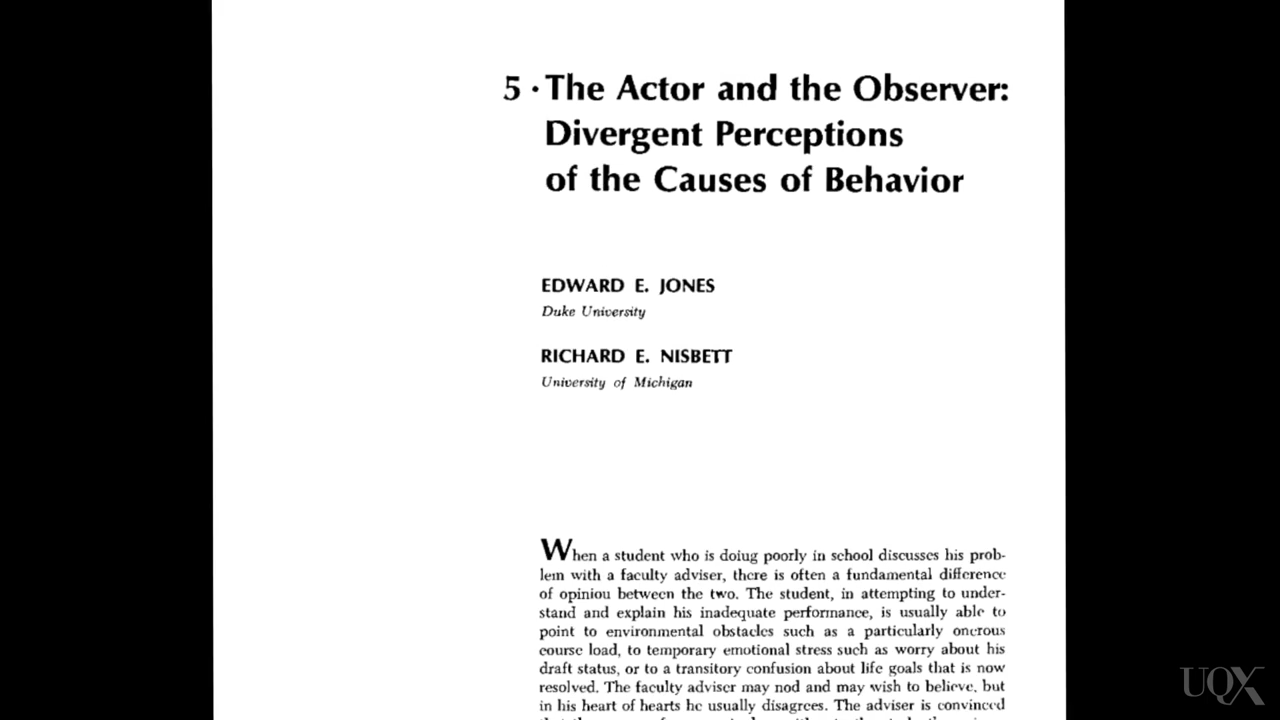 5 · The Actor and the Observer:
Divergent Perceptions
of the Causes of Behavior
EDWARD E. JONES
Duke University
RICHARD E. NISBETT
University of Michigan
When a student who is doing poorly in school discusses his prob-
lem with a faculty adviser, there is often a fundamental difference
of opinion between the two. The student, in attempting to under-
stand and explain his inadequate performance, is usually able to
point to environmental obstacles such as a particularly onerous
course load, to temporary emotional stress such as worry about his
draft status, or to a transitory confusion about life goals that is now
resolved. The faculty adviser may nod and may wish to believe, but
in his heart of hearts he usually disagrees. The adviser is convinced
UQX